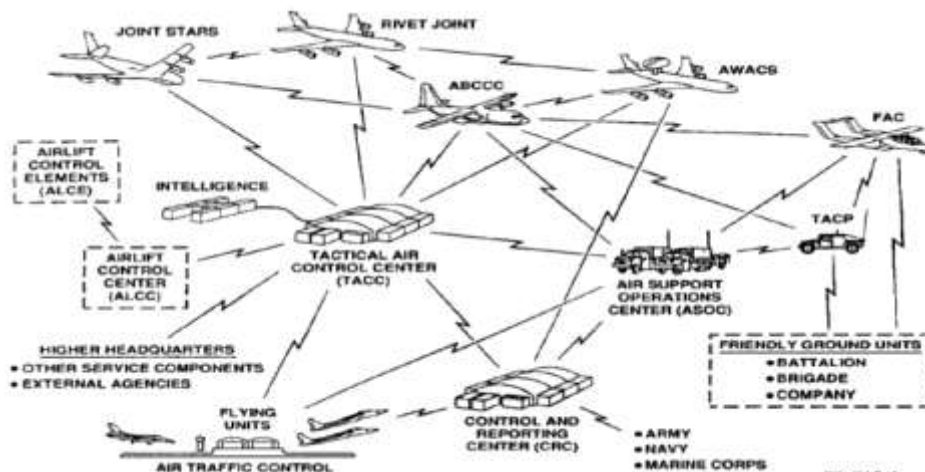 JOINT STARS
RIVET JOINT
ABCCC
AWACS
FAC
AIRLIFT
CONTROL
ELEMENTS
(ALCE)
INTELLIGENCE
TACP
AIRLIFT
CONTROL
CENTER
(ALCC)
TACTICAL AIR
CONTROL CENTER
(TACC)
AIR SUPPORT
OPERATIONS
CENTER (ASOC)
HIGHER HEADQUARTERS
• OTHER SERVICE COMPONENTS
• EXTERNAL AGENCIES
FRIENDLY GROUND UNITS
• BATTALION
• BRIGADE
• COMPANY
FLYING
UNITS
CONTROL AND
REPORTING
CENTER (CRC)
• ARMY
• NAVY
• MARINE CORPS
AIR TRAFFIC CONTROL